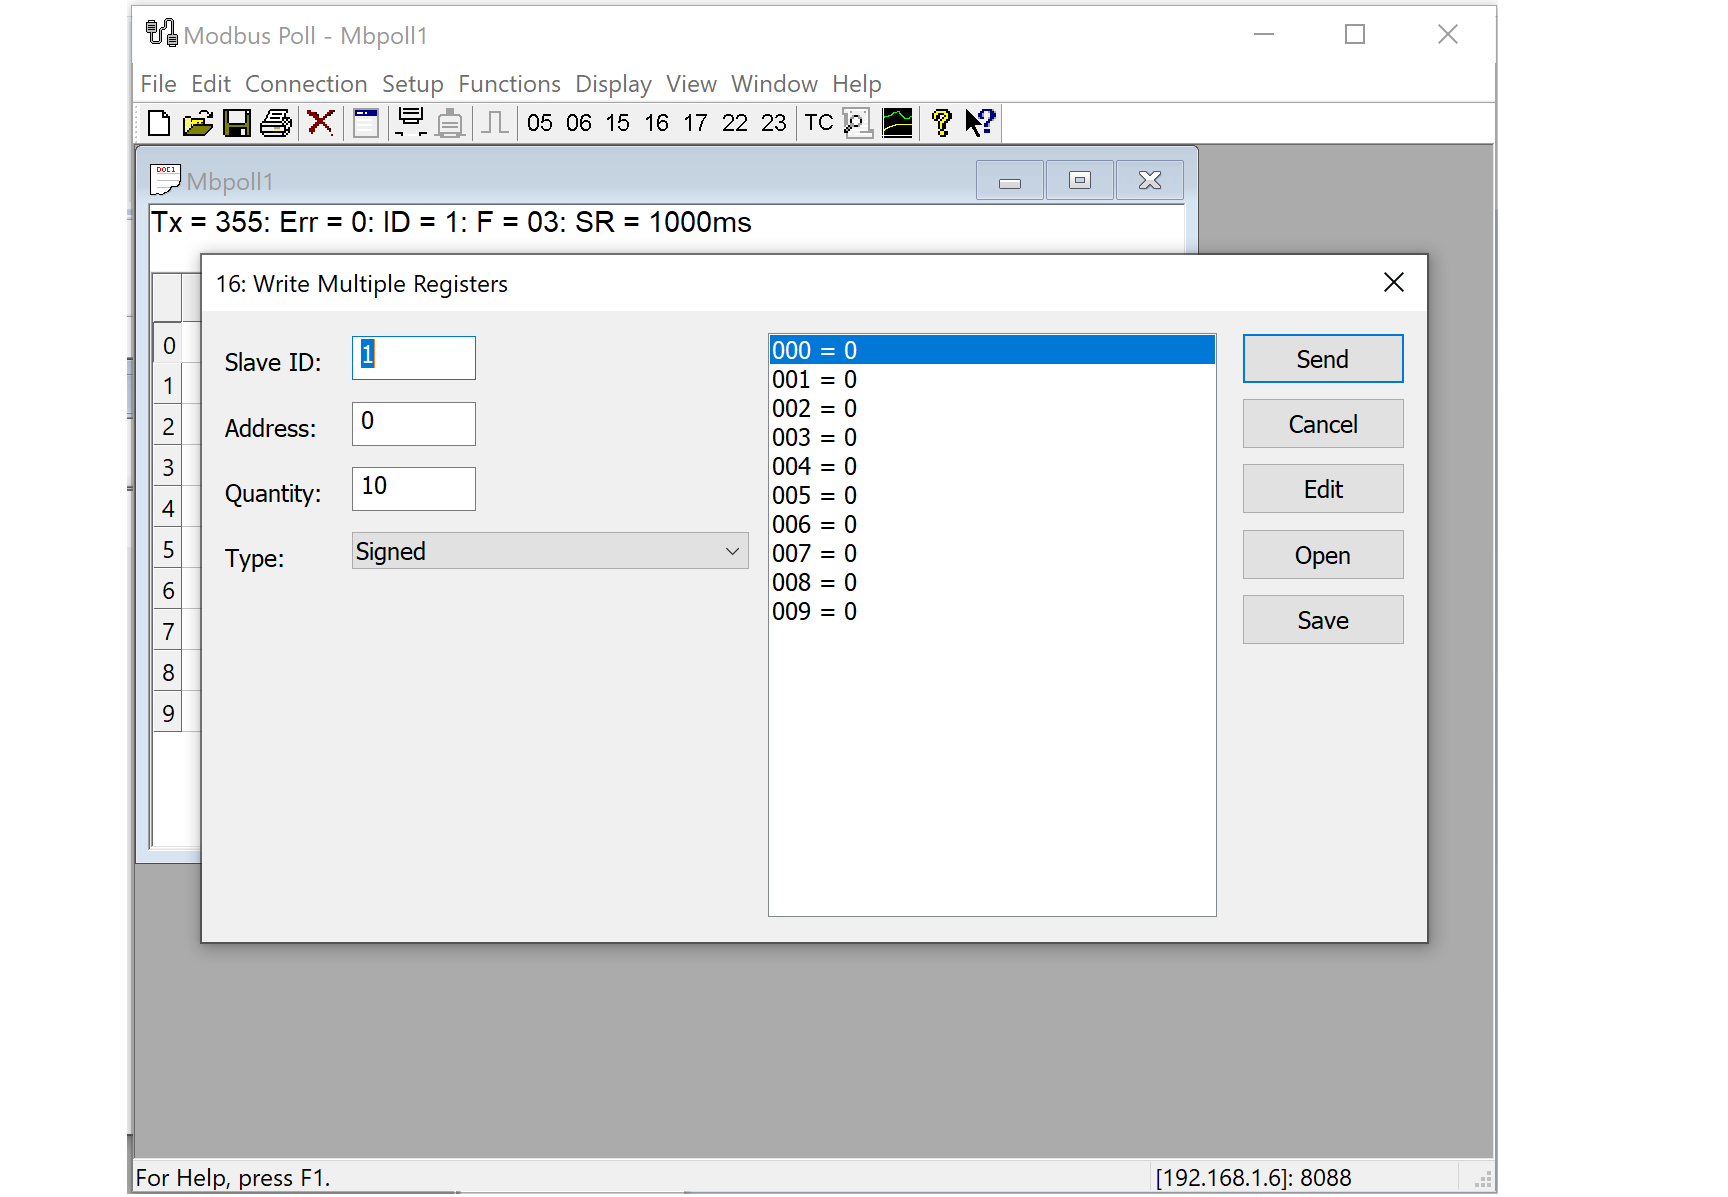 Modbus Poll - Mbpoll1
File Edit Connection Setup Functions Display View Window Help
05 06 15 16 17 22 23 TC
DOC1
Mbpoll1
Tx = 355: Err = 0: ID = 1: F = 03: SR = 1000ms
16: Write Multiple Registers
0
1
2
3
4
5
6
7
8
9
Slave ID: 1
Address: 0
Quantity: 10
Type: Signed
000 = 0
001 = 0
002 = 0
003 = 0
004 = 0
005 = 0
006 = 0
007 = 0
008 = 0
009 = 0
Send
Cancel
Edit
Open
Save
For Help, press F1.
[192.168.1.6]: 8088